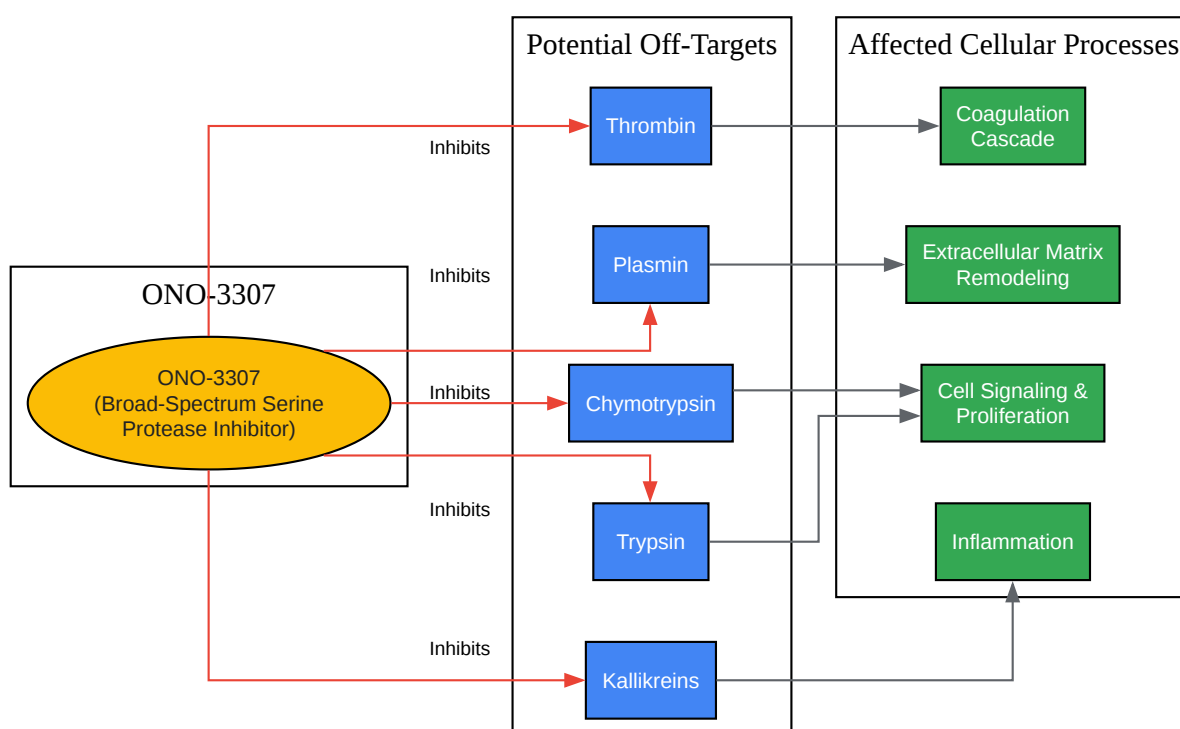 Potential Off-Targets
Affected Cellular Processes
Thrombin
Coagulation
Cascade
Inhibits
Plasmin
Extracellular Matrix
Remodeling
Inhibits
ONO-3307
ONO-3307
(Broad-Spectrum Serine
Protease Inhibitor)
Inhibits
Chymotrypsin
Cell Signaling &
Proliferation
Inhibits
Trypsin
Inflammation
Inhibits
Kallikreins